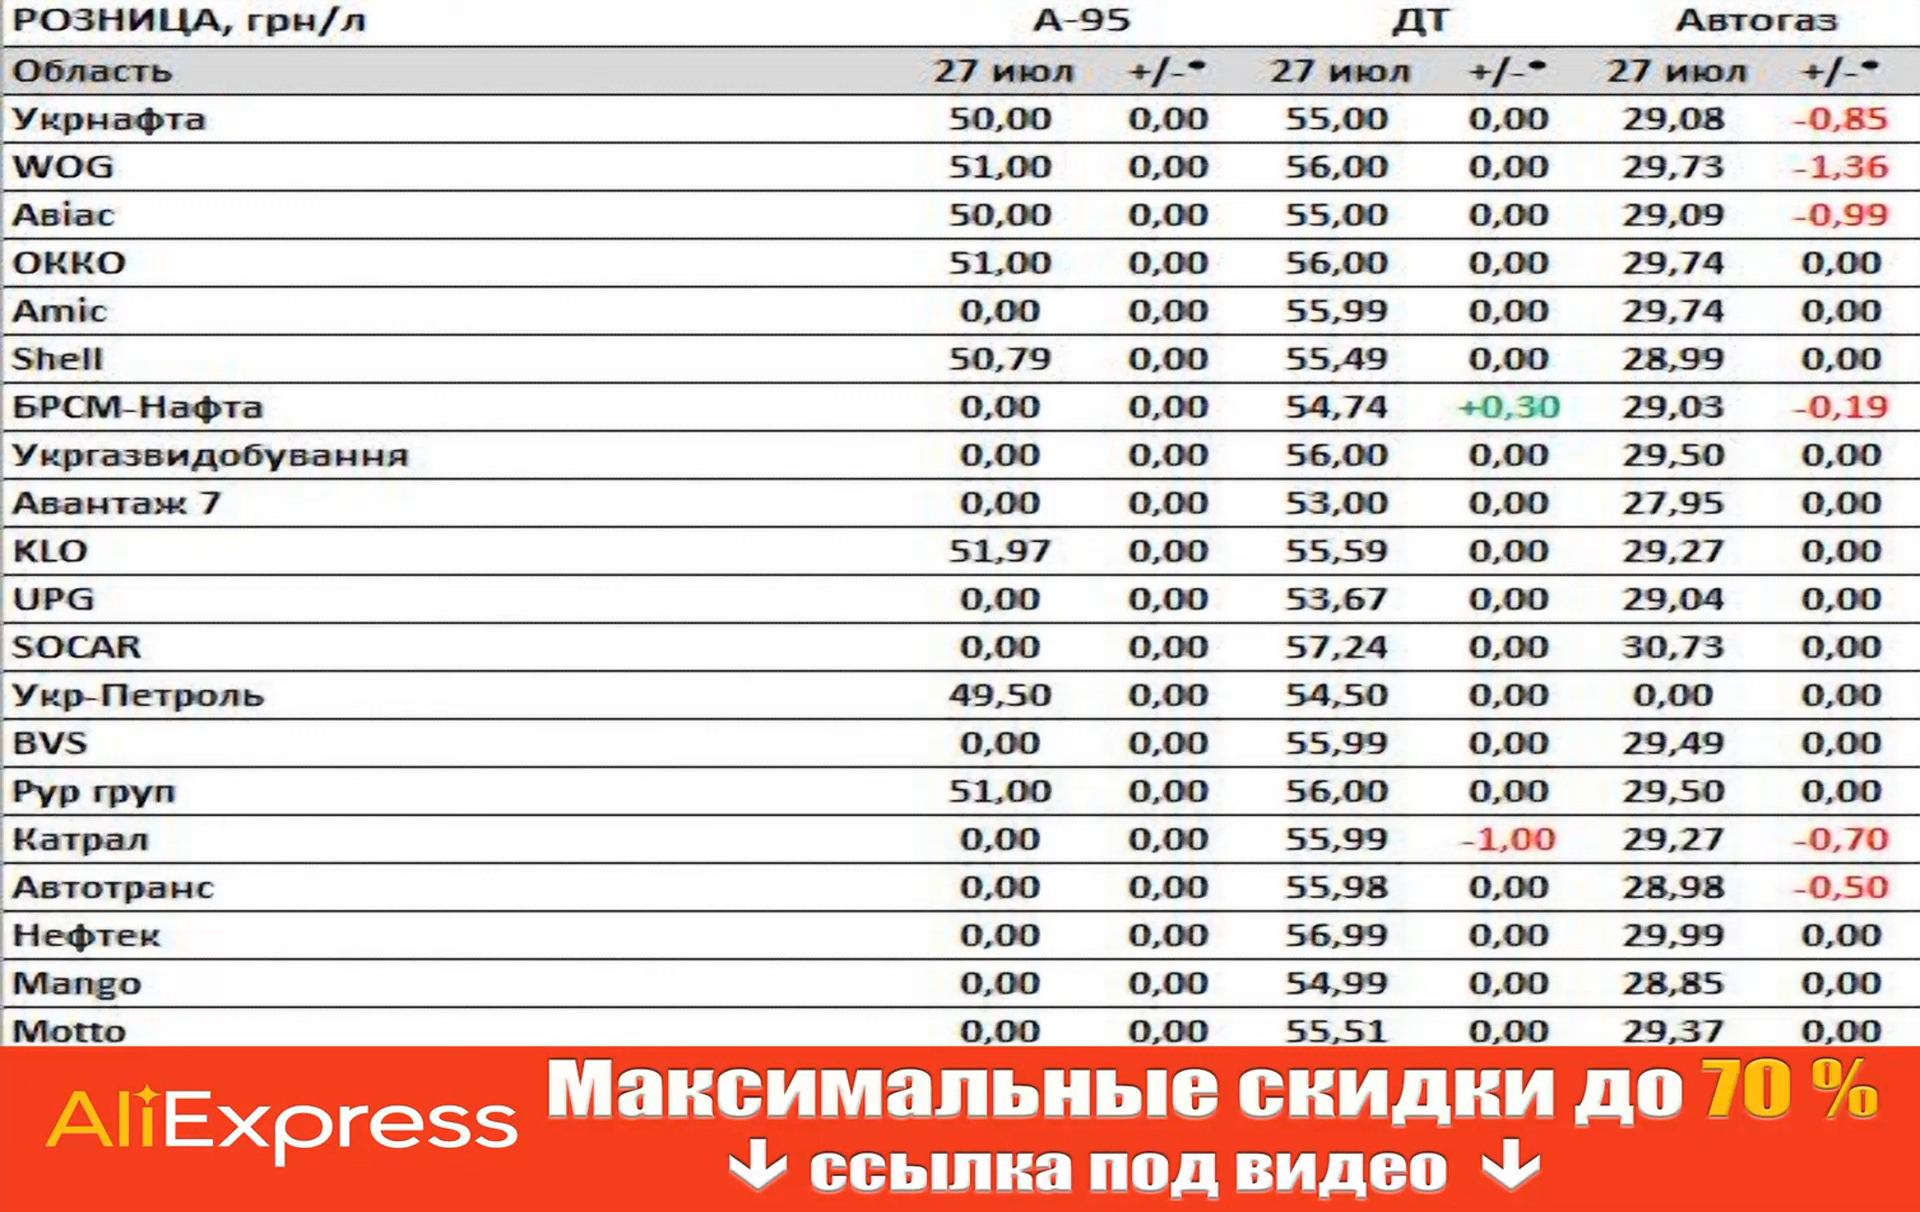 РОЗНИЦА, грн/л А-95 ДТ Автогаз
Область 27 июл +/-* 27 июл +/-* 27 июл +/-*
Укрнафта 50,00 0,00 55,00 0,00 29,08 -0,85
WOG 51,00 0,00 56,00 0,00 29,73 -1,36
Авіас 50,00 0,00 55,00 0,00 29,09 -0,99
ОККО 51,00 0,00 56,00 0,00 29,74 0,00
Amic 0,00 0,00 55,99 0,00 29,74 0,00
Shell 50,79 0,00 55,49 0,00 28,99 0,00
БРСМ-Нафта 0,00 0,00 54,74 +0,30 29,03 -0,19
Укргазвидобування 0,00 0,00 56,00 0,00 29,50 0,00
Авантаж 7 0,00 0,00 53,00 0,00 27,95 0,00
KLO 51,97 0,00 55,59 0,00 29,27 0,00
UPG 0,00 0,00 53,67 0,00 29,04 0,00
SOCAR 0,00 0,00 57,24 0,00 30,73 0,00
Укр-Петроль 49,50 0,00 54,50 0,00 0,00 0,00
BVS 0,00 0,00 55,99 0,00 29,49 0,00
Рур груп 51,00 0,00 56,00 0,00 29,50 0,00
Катрал 0,00 0,00 55,99 -1,00 29,27 -0,70
Автотранс 0,00 0,00 55,98 0,00 28,98 -0,50
Нефтек 0,00 0,00 56,99 0,00 29,99 0,00
Mango 0,00 0,00 54,99 0,00 28,85 0,00
Motto 0,00 0,00 55,51 0,00 29,37 0,00
AliExpress Максимальные скидки до 70 %
↓ ссылка под видео ↓